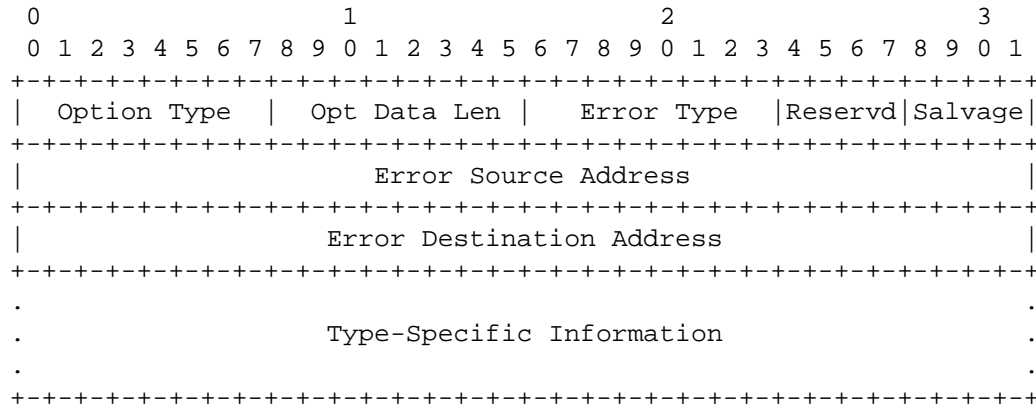 0                   1                   2                   3
 0 1 2 3 4 5 6 7 8 9 0 1 2 3 4 5 6 7 8 9 0 1 2 3 4 5 6 7 8 9 0 1
+-+-+-+-+-+-+-+-+-+-+-+-+-+-+-+-+-+-+-+-+-+-+-+-+-+-+-+-+-+-+-+-+
|  Option Type  |  Opt Data Len |   Error Type  |Reservd|Salvage|
+-+-+-+-+-+-+-+-+-+-+-+-+-+-+-+-+-+-+-+-+-+-+-+-+-+-+-+-+-+-+-+-+
|                      Error Source Address                     |
+-+-+-+-+-+-+-+-+-+-+-+-+-+-+-+-+-+-+-+-+-+-+-+-+-+-+-+-+-+-+-+-+
|                   Error Destination Address                   |
+-+-+-+-+-+-+-+-+-+-+-+-+-+-+-+-+-+-+-+-+-+-+-+-+-+-+-+-+-+-+-+-+
.                                                               .
.                   Type-Specific Information                   .
.                                                               .
+-+-+-+-+-+-+-+-+-+-+-+-+-+-+-+-+-+-+-+-+-+-+-+-+-+-+-+-+-+-+-+-+